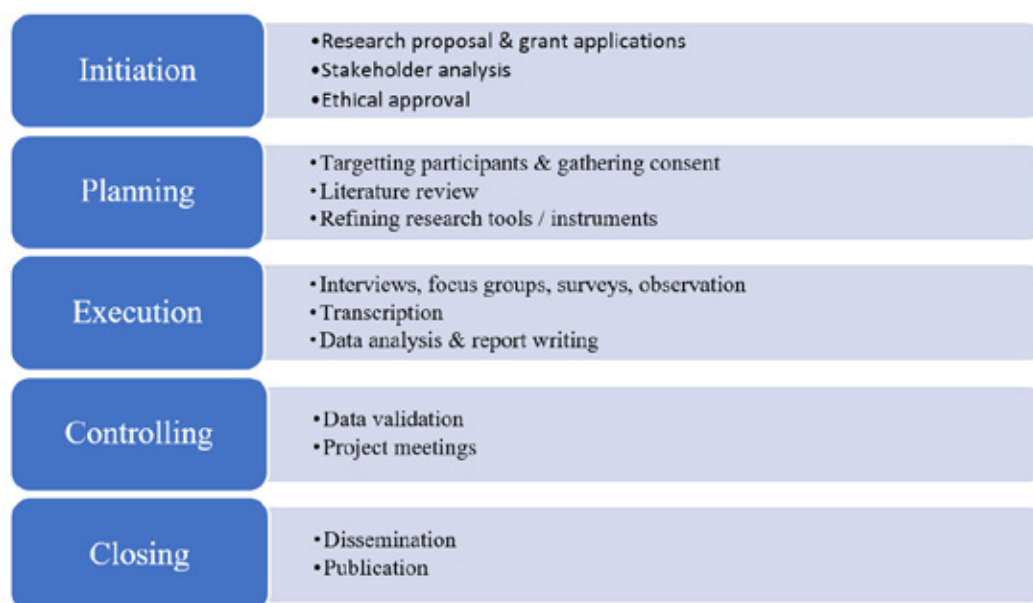 Initiation
•Research proposal & grant applications
•Stakeholder analysis
•Ethical approval
Planning
•Targetting participants & gathering consent
•Literature review
•Refining research tools / instruments
Execution
•Interviews, focus groups, surveys, observation
•Transcription
•Data analysis & report writing
Controlling
•Data validation
•Project meetings
Closing
•Dissemination
•Publication